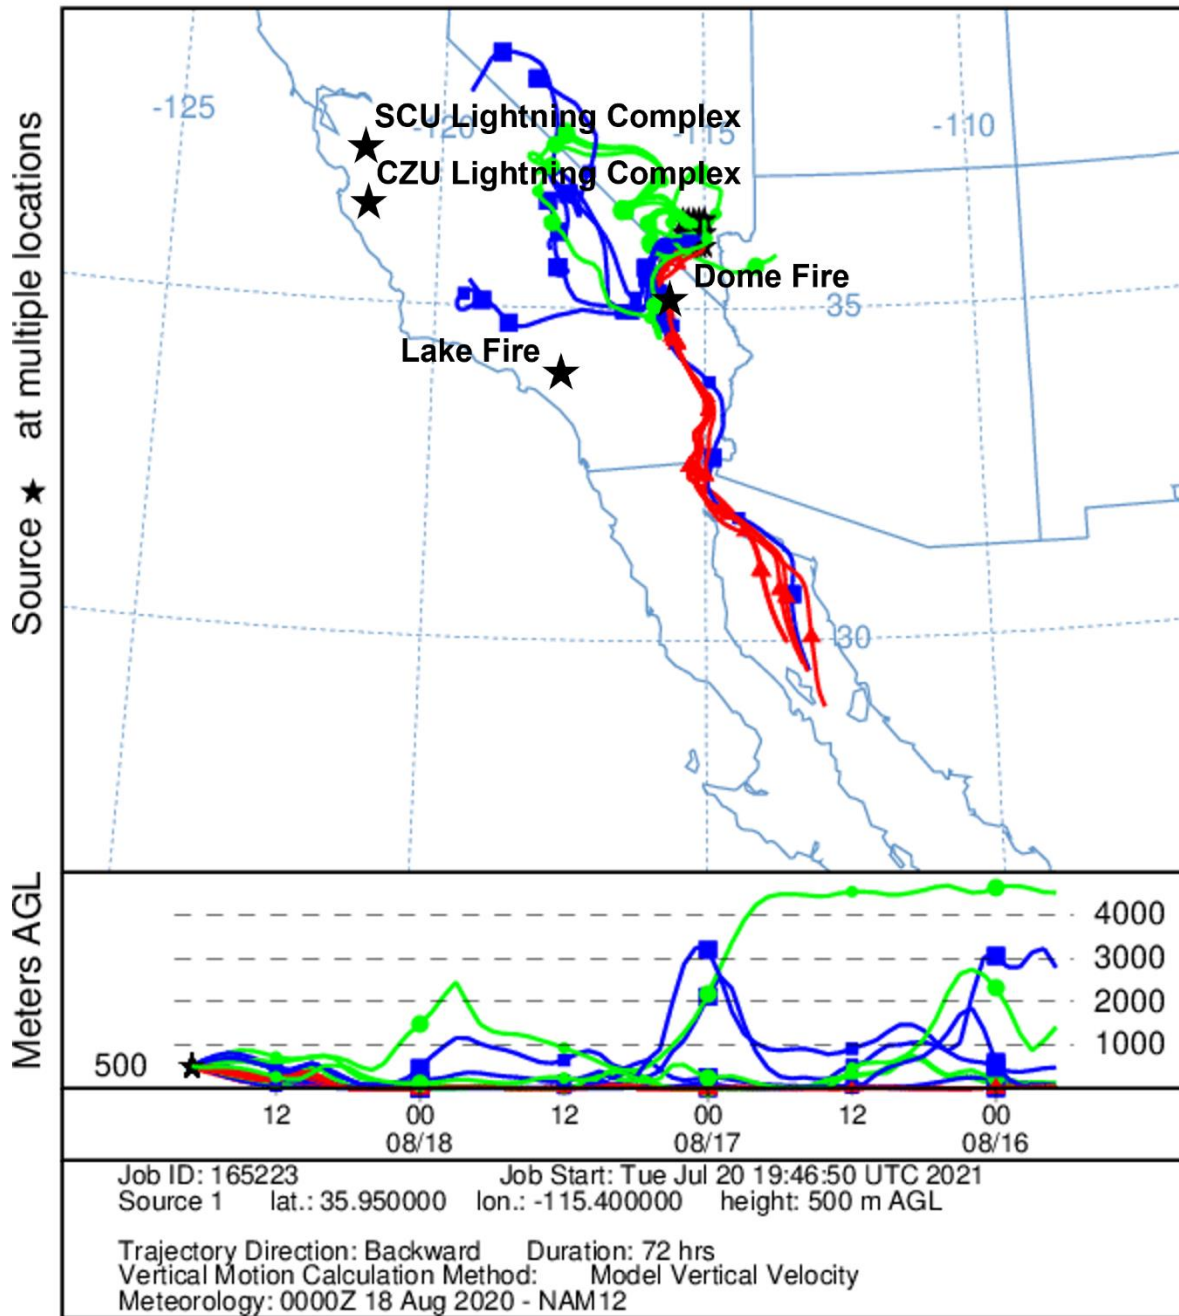 -125
SCU Lightning Complex
-120
-115
-110
CZU Lightning Complex
Dome Fire
35
Lake Fire
30
Source ★ at multiple locations
Meters AGL
4000
3000
2000
1000
500
12 00 12 00 12 00
08/18 08/17 08/16
Job ID: 165223 Job Start: Tue Jul 20 19:46:50 UTC 2021
Source 1 lat.: 35.950000 lon.: -115.400000 height: 500 m AGL
Trajectory Direction: Backward Duration: 72 hrs
Vertical Motion Calculation Method: Model Vertical Velocity
Meteorology: 0000Z 18 Aug 2020 - NAM12